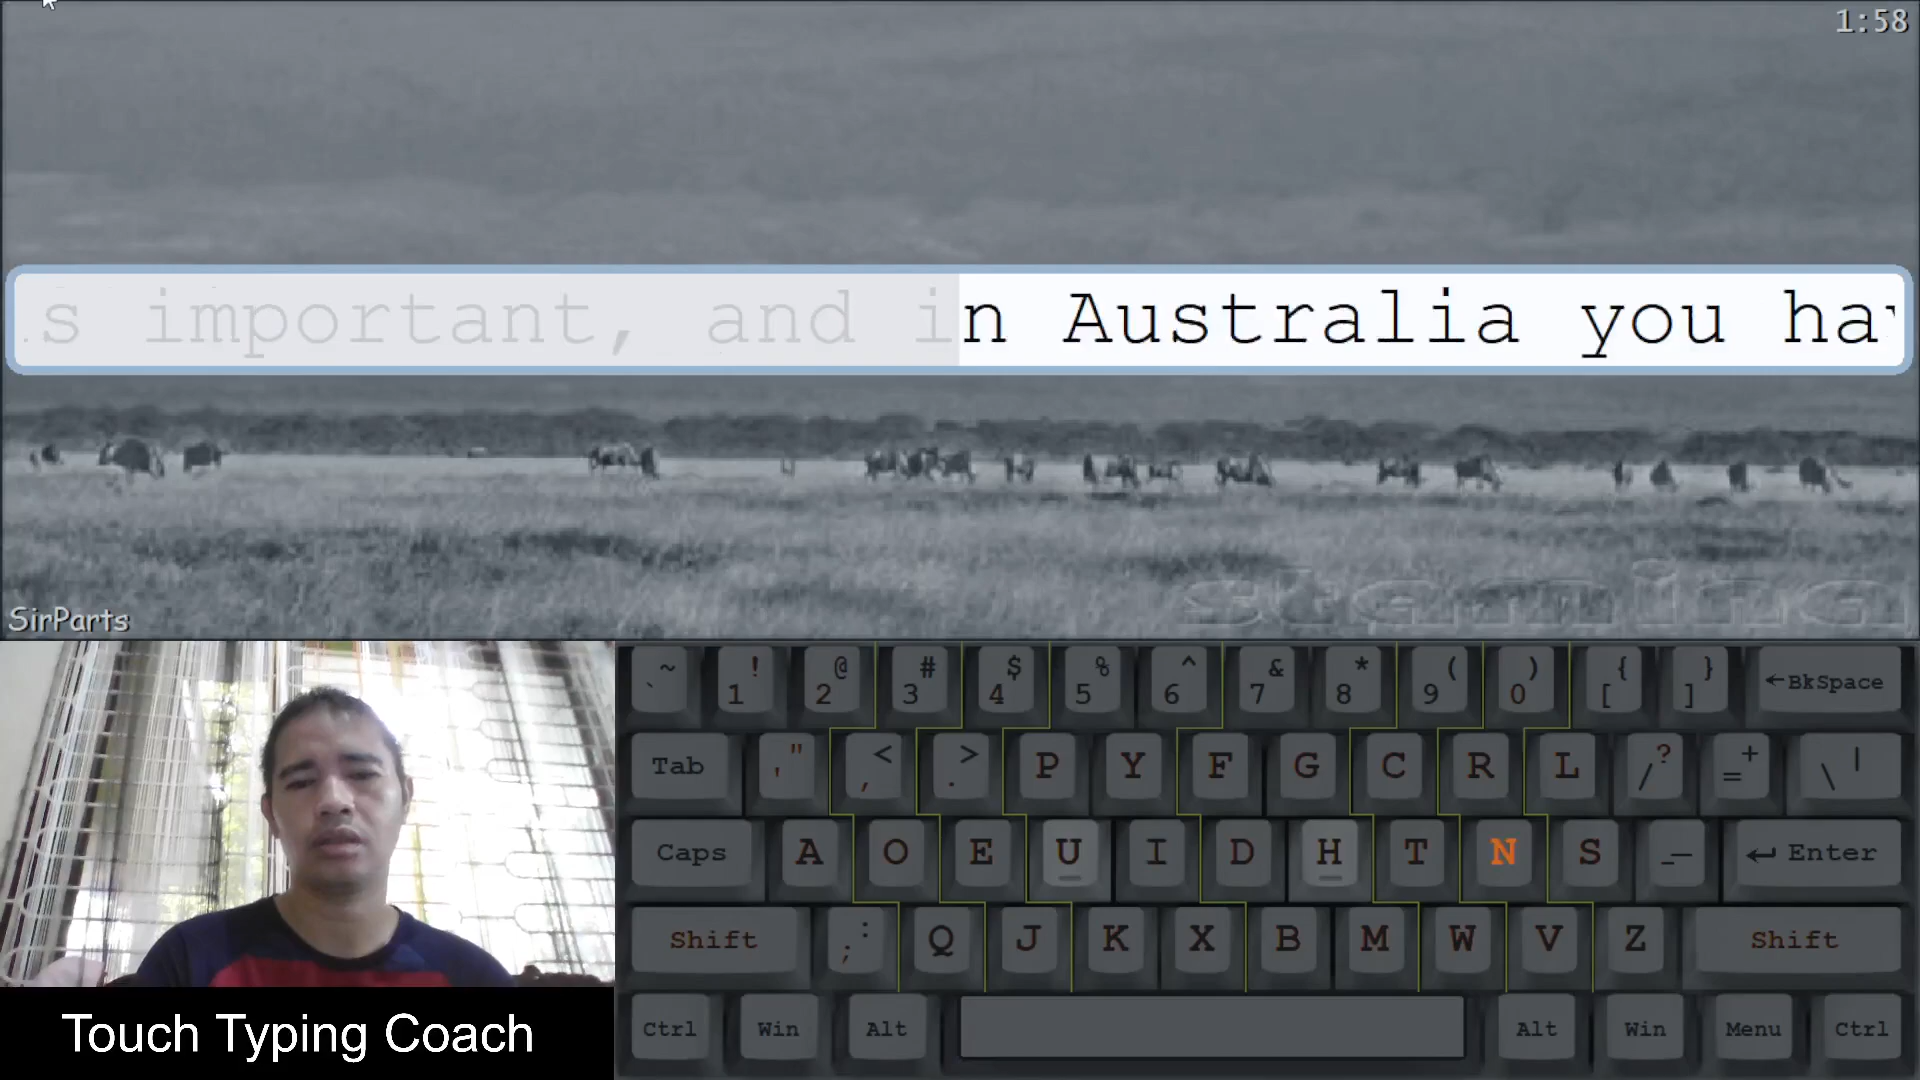 1:58
s important, and in Australia you ha
stamina
SirParts
~ ` ! 1 @ 2 # 3 $ 4 % 5 ^ 6 & 7 * 8 ( 9 ) 0 { [ } ] ←BkSpace
Tab " ' < , > . P Y F G C R L ? / + = | \
Caps A O E U I D H T N S _ - ↵ Enter
Shift : ; Q J K X B M W V Z Shift
Ctrl Win Alt Alt Win Menu Ctrl
Touch Typing Coach